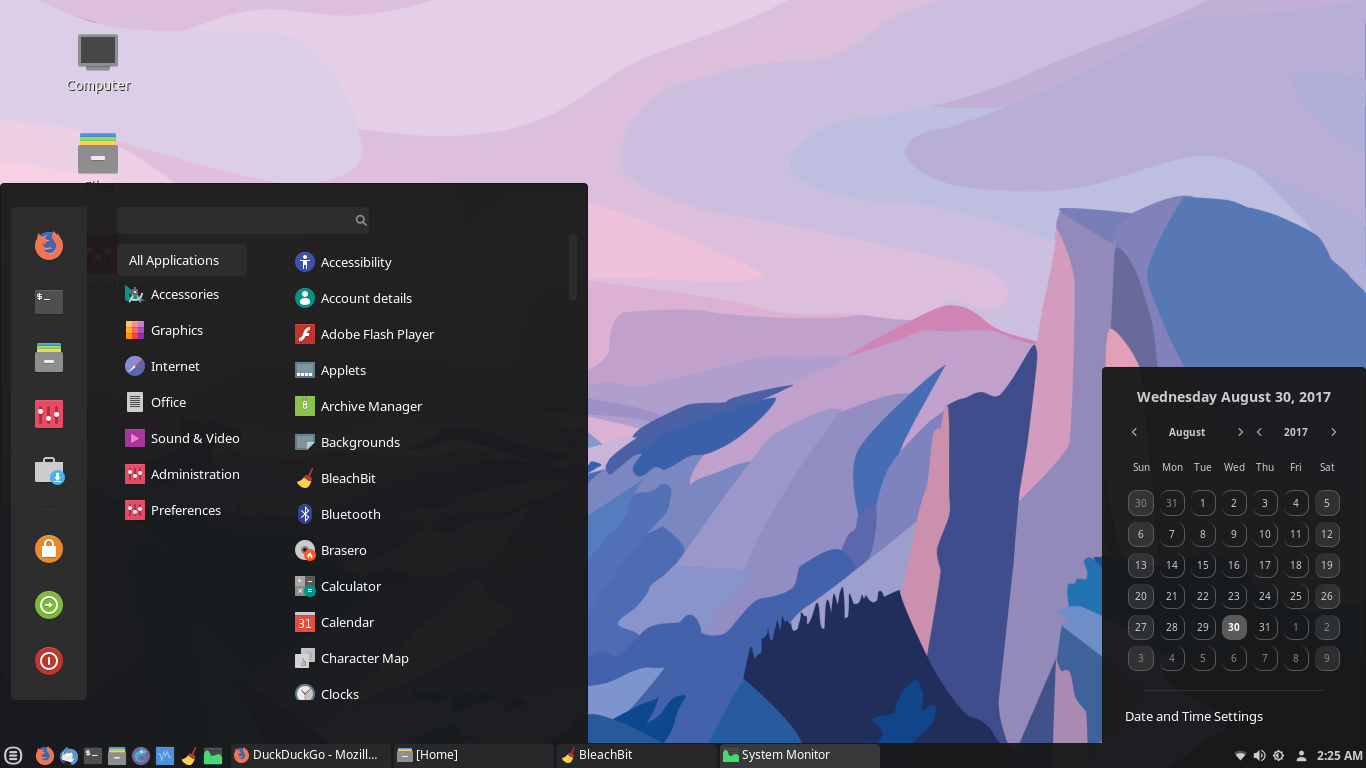 Computer
Files
All Applications
Accessories
Graphics
Internet
Office
Sound & Video
Administration
Preferences
Accessibility
Account details
Adobe Flash Player
Applets
Archive Manager
Backgrounds
BleachBit
Bluetooth
Brasero
Calculator
Calendar
Character Map
Clocks
$_
31
Wednesday August 30, 2017
August 2017
Sun Mon Tue Wed Thu Fri Sat
30 31 1 2 3 4 5
6 7 8 9 10 11 12
13 14 15 16 17 18 19
20 21 22 23 24 25 26
27 28 29 30 31 1 2
3 4 5 6 7 8 9
Date and Time Settings
DuckDuckGo - Mozill...
[Home]
BleachBit
System Monitor
2:25 AM